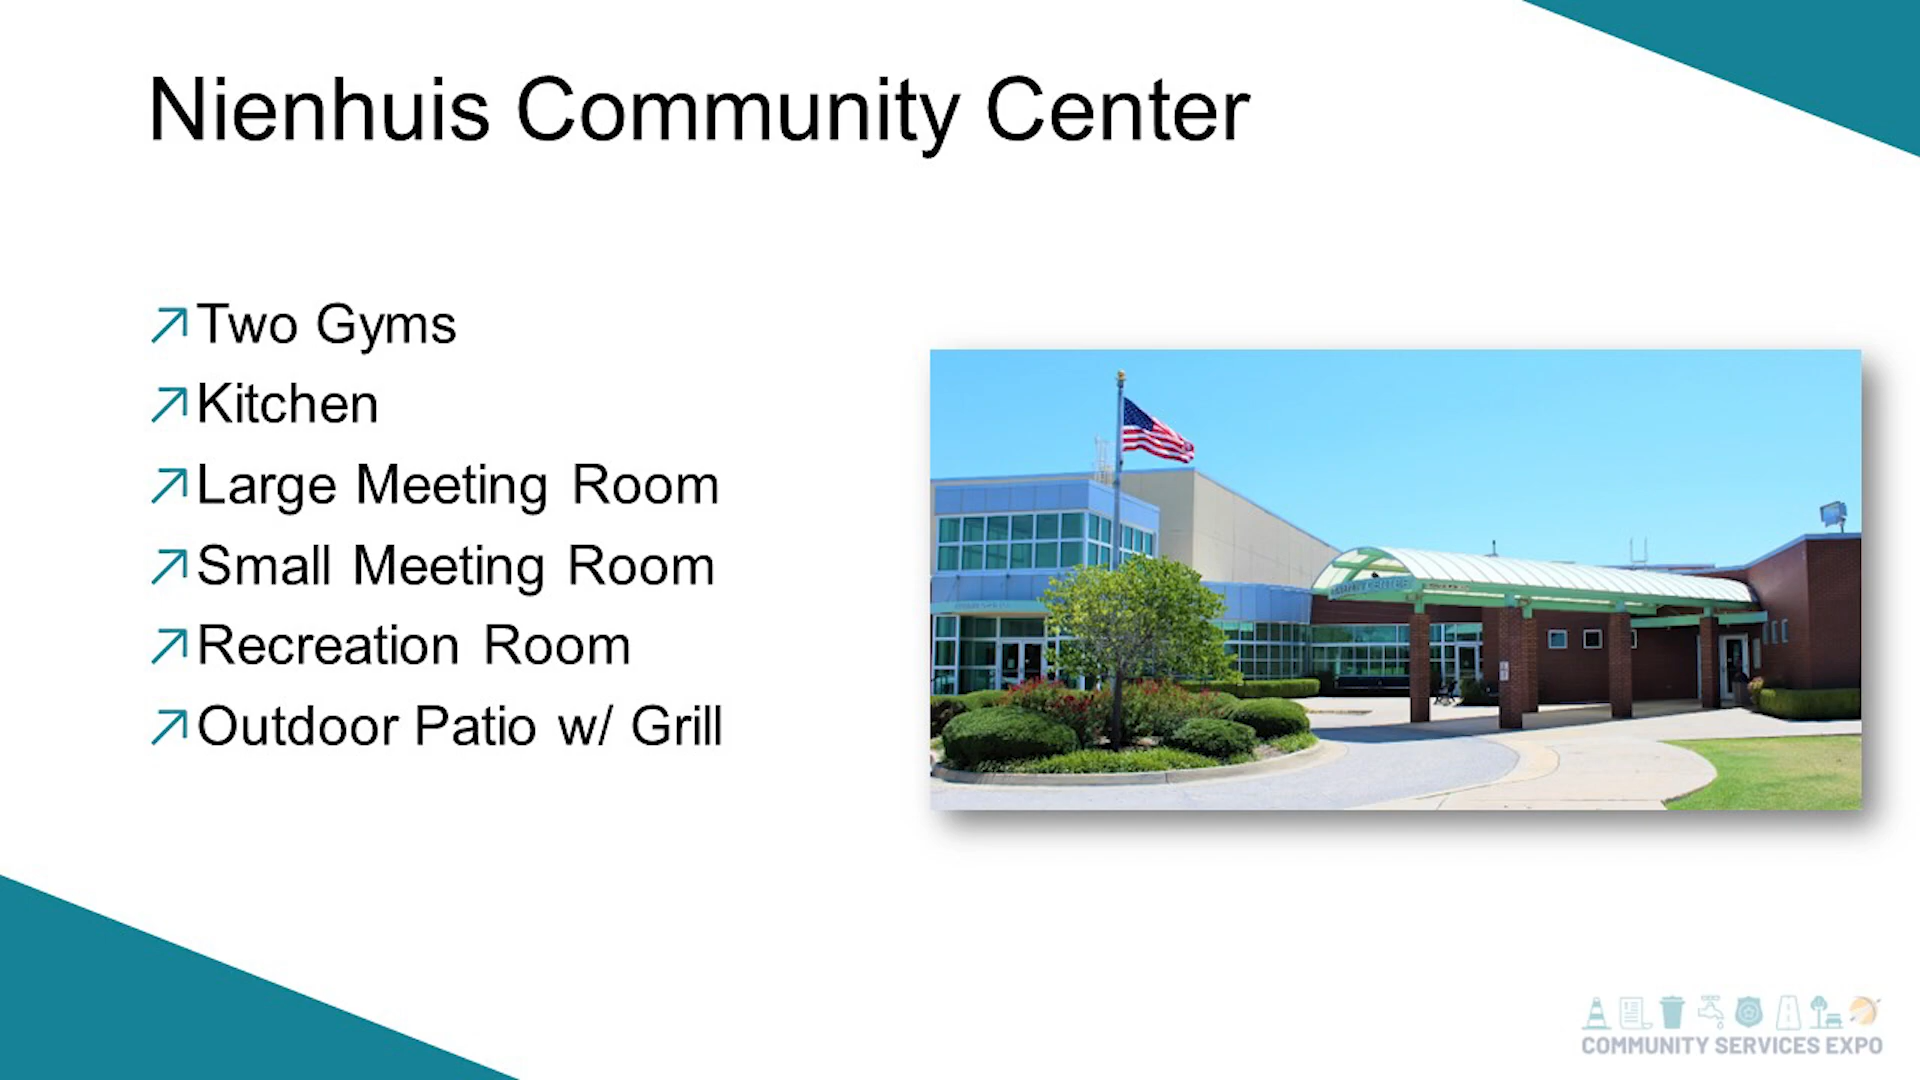 Nienhuis Community Center
Two Gyms
Kitchen
Large Meeting Room
Small Meeting Room
Recreation Room
Outdoor Patio w/ Grill
COMMUNITY SERVICES EXPO